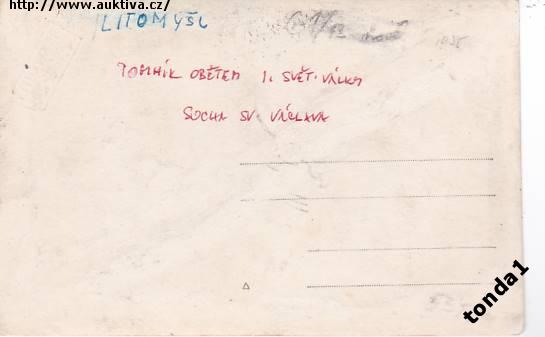 http://www.auktiva.cz/
LITOMYŠL
POMNÍK OBĚTEM 1. SVĚT. VÁLKY
SOCHA SV. VÁCLAVA
tonda1